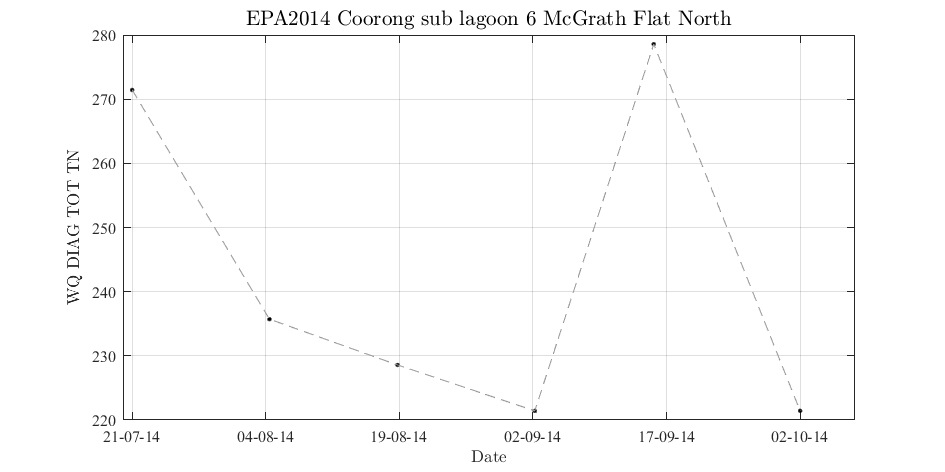 EPA2014 Coorong sub lagoon 6 McGrath Flat North
280
270
260
250
240
230
220
WQ DIAG TOT TN
21-07-14 04-08-14 19-08-14 02-09-14 17-09-14 02-10-14
Date